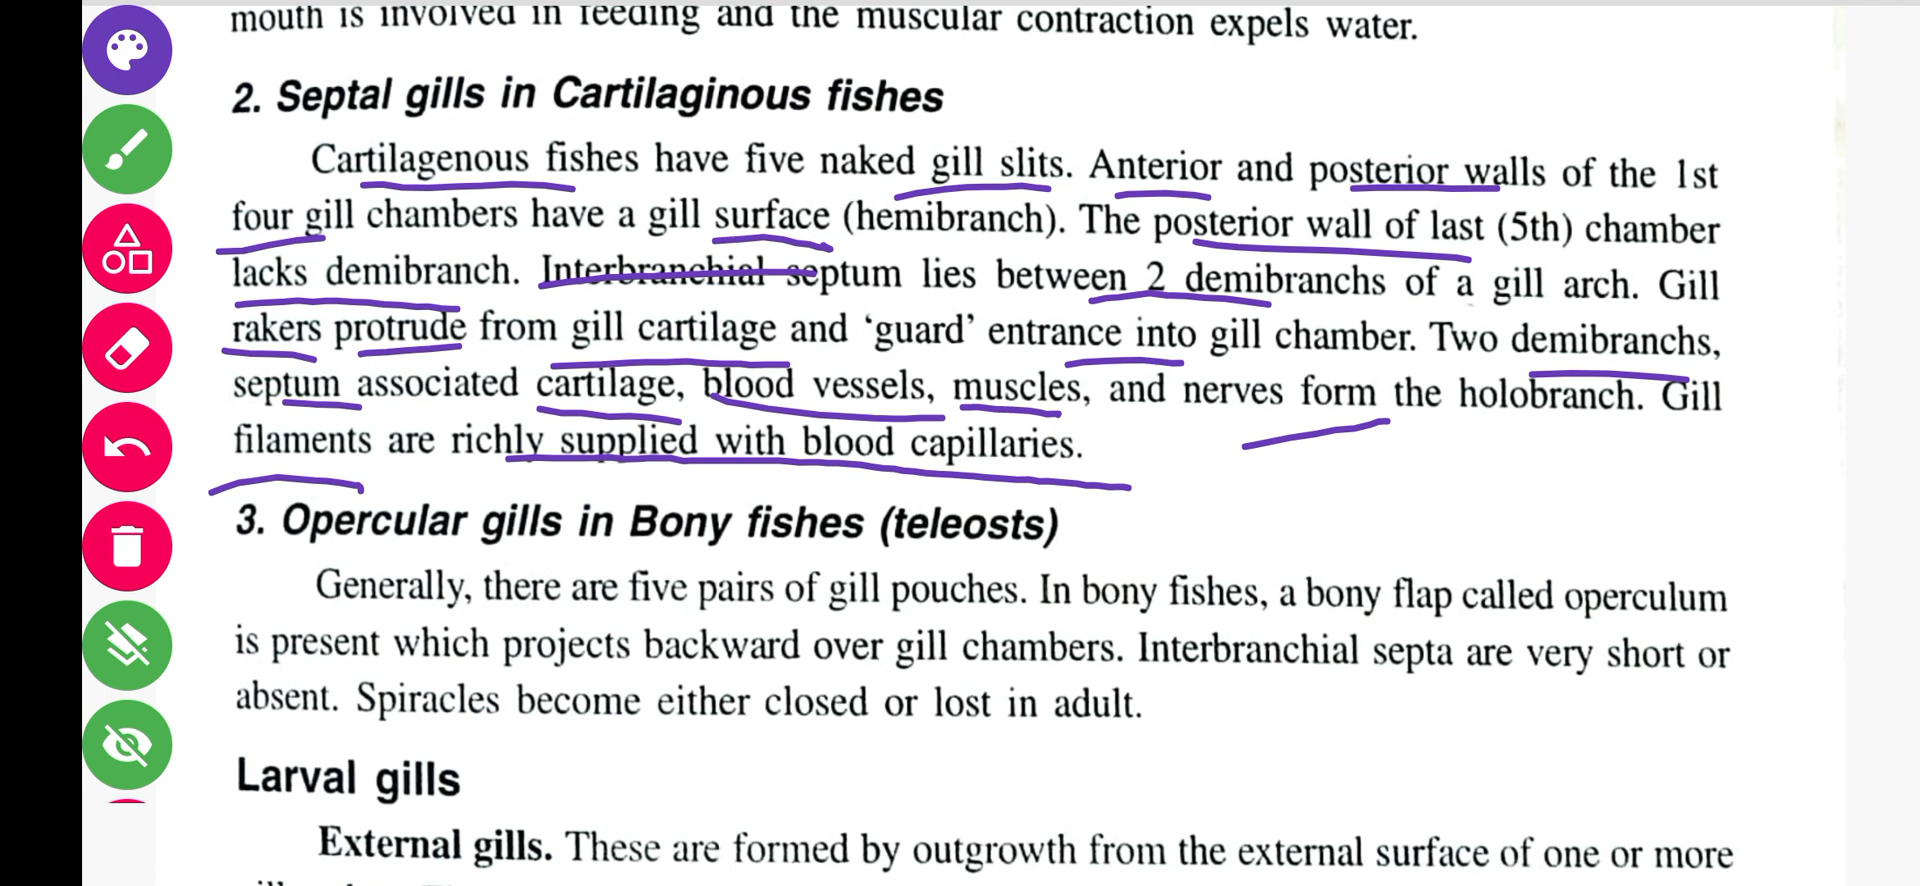 mouth is involved in feeding and the muscular contraction expels water.
2. Septal gills in Cartilaginous fishes
Cartilagenous fishes have five naked gill slits. Anterior and posterior walls of the 1st
four gill chambers have a gill surface (hemibranch). The posterior wall of last (5th) chamber
lacks demibranch. Interbranchial septum lies between 2 demibranchs of a gill arch. Gill
rakers protrude from gill cartilage and ‘guard’ entrance into gill chamber. Two demibranchs,
septum associated cartilage, blood vessels, muscles, and nerves form the holobranch. Gill
filaments are richly supplied with blood capillaries.
3. Opercular gills in Bony fishes (teleosts)
Generally, there are five pairs of gill pouches. In bony fishes, a bony flap called operculum
is present which projects backward over gill chambers. Interbranchial septa are very short or
absent. Spiracles become either closed or lost in adult.
Larval gills
External gills. These are formed by outgrowth from the external surface of one or more